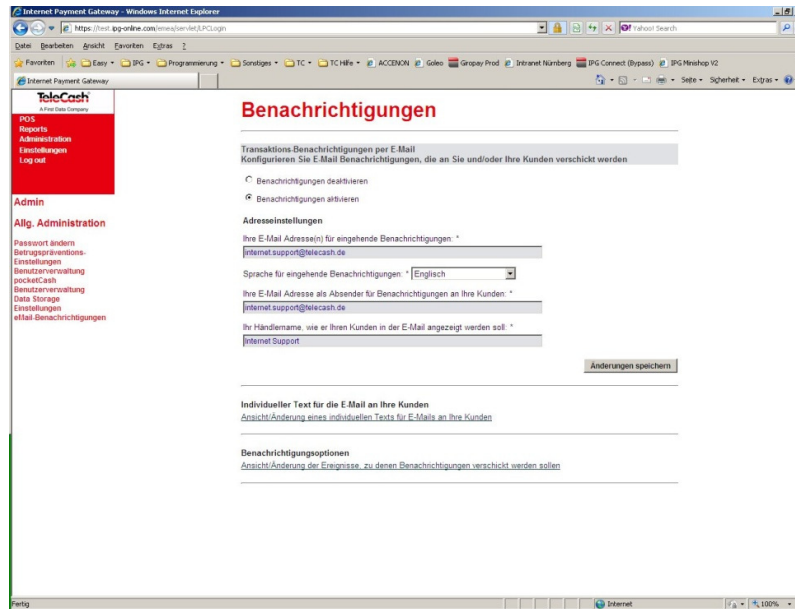 Internet Payment Gateway - Windows Internet Explorer
https://test.ipg-online.com/emea/servlet/LPCLogin
Yahoo! Search
Datei Bearbeiten Ansicht Favoriten Extras ?
Favoriten Easy IPG Programmierung Sonstiges TC TC Hilfe ACCENON Goleo Giropay Prod Intranet Nürnberg IPG Connect (Bypass) IPG Minishop V2
Internet Payment Gateway
Seite Sicherheit Extras
TeleCash
A First Data Company
POS
Reports
Administration
Einstellungen
Log out
Admin
Allg. Administration
Passwort ändern
Betrugspräventions-
Einstellungen
Benutzerverwaltung
pocketCash
Benutzerverwaltung
Data Storage
Einstellungen
eMail-Benachrichtigungen
Benachrichtigungen
Transaktions-Benachrichtigungen per E-Mail
Konfigurieren Sie E-Mail Benachrichtigungen, die an Sie und/oder Ihre Kunden verschickt werden
Benachrichtigungen deaktivieren
Benachrichtigungen aktivieren
Adresseinstellungen
Ihre E-Mail Adresse(n) für eingehende Benachrichtigungen: *
internet.support@telecash.de
Sprache für eingehende Benachrichtigungen: * Englisch
Ihre E-Mail Adresse als Absender für Benachrichtigungen an Ihre Kunden: *
internet.support@telecash.de
Ihr Händlername, wie er Ihren Kunden in der E-Mail angezeigt werden soll: *
Internet Support
Änderungen speichern
Individueller Text für die E-Mail an Ihre Kunden
Ansicht/Änderung eines individuellen Texts für E-Mails an Ihre Kunden
Benachrichtigungsoptionen
Ansicht/Änderung der Ereignisse, zu denen Benachrichtigungen verschickt werden sollen
Fertig
Internet
100%